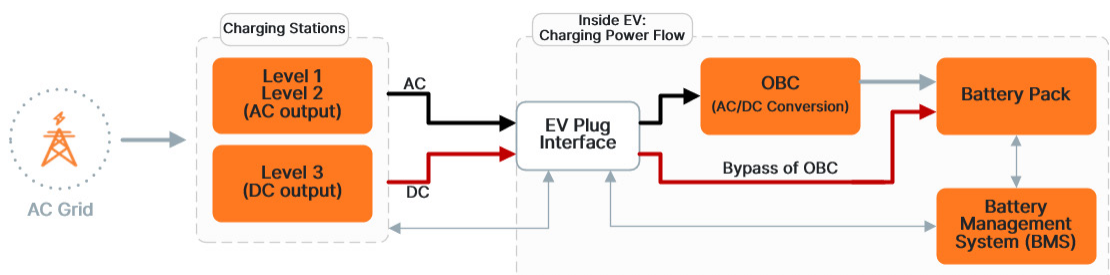 Charging Stations
Inside EV:
Charging Power Flow
Level 1
Level 2
(AC output)
AC
OBC
(AC/DC Conversion)
Battery Pack
EV Plug
Interface
Level 3
(DC output)
DC
Bypass of OBC
AC Grid
Battery
Management
System (BMS)